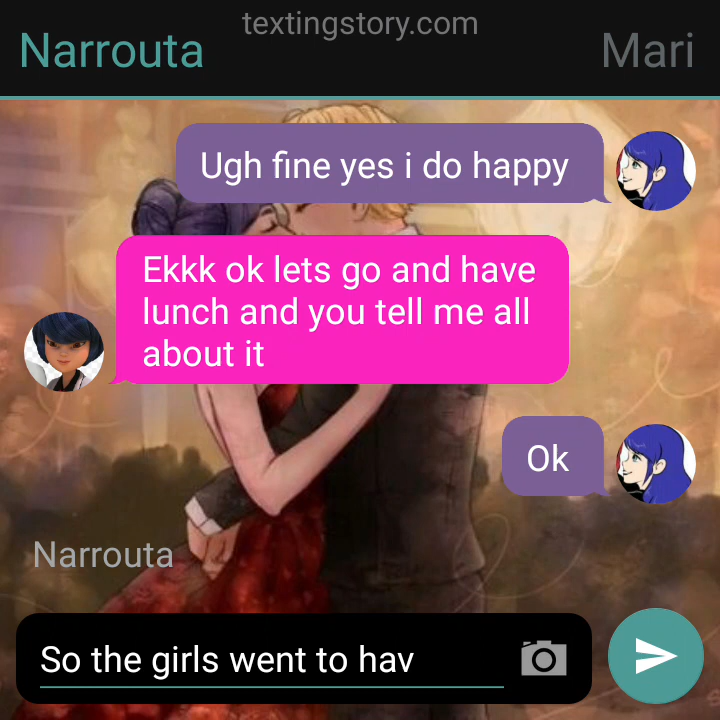 textingstory.com
Narrouta
Mari
Ugh fine yes i do happy
Ekkk ok lets go and have
lunch and you tell me all
about it
Ok
Narrouta
So the girls went to hav